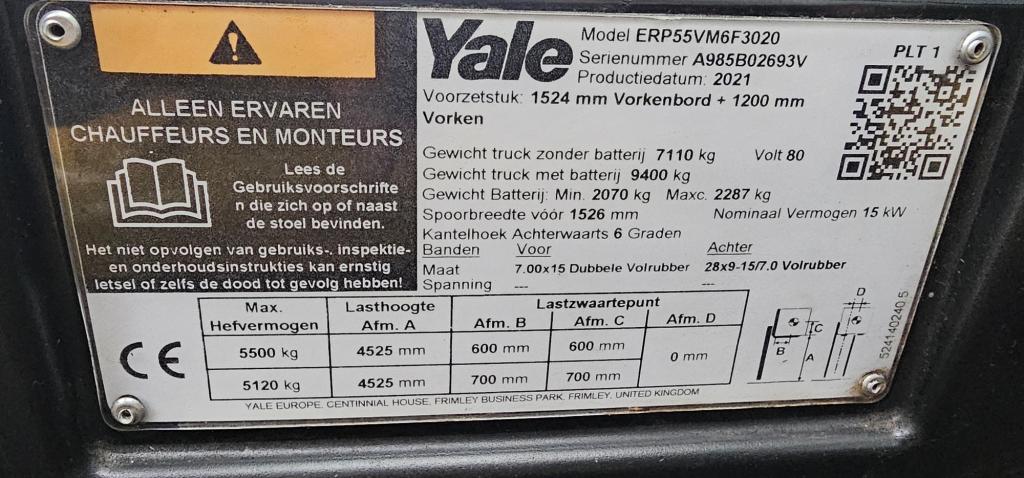 ALLEEN ERVAREN
CHAUFFEURS EN MONTEURS
Lees de
Gebruiksvoorschrifte
n die zich op of naast
de stoel bevinden.
Het niet opvolgen van gebruiks-. inspektie-
en onderhoudsinstrukties kan ernstig
letsel of zelfs de dood tot gevolg hebben!
Yale
Model ERP55VM6F3020
Serienummer A985B02693V
Productiedatum: 2021
PLT 1
Voorzetstuk: 1524 mm Vorkenbord + 1200 mm
Vorken
Gewicht truck zonder batterij 7110 kg Volt 80
Gewicht truck met batterij 9400 kg
Gewicht Batterij: Min. 2070 kg Maxc. 2287 kg
Spoorbreedte vóór 1526 mm Nominaal Vermogen 15 kW
Kantelhoek Achterwaarts 6 Graden
Banden Voor Achter
Maat 7.00x15 Dubbele Volrubber 28x9-15/7.0 Volrubber
Spanning --- ---
Max. Hefvermogen Lasthoogte Afm. A Lastzwaartepunt
Afm. B Afm. C Afm. D
5500 kg 4525 mm 600 mm 600 mm 0 mm
5120 kg 4525 mm 700 mm 700 mm
CE
D
C
B A
524140240 5
YALE EUROPE, CENTINNIAL HOUSE, FRIMLEY BUSINESS PARK, FRIMLEY, UNITED KINGDOM